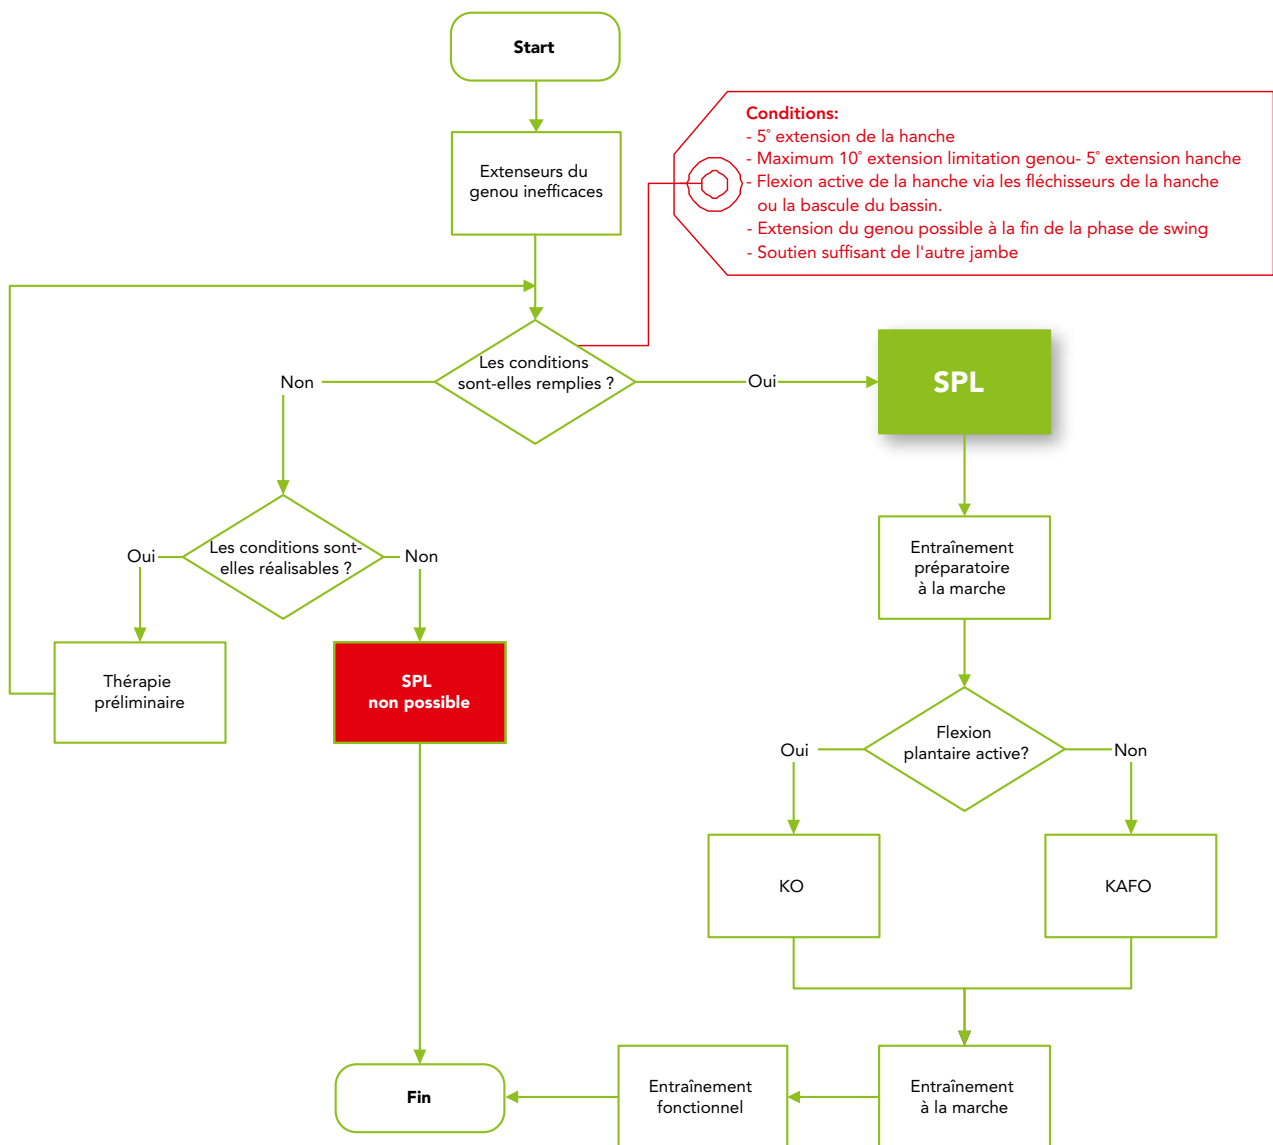 Start
Extenseurs du
genou inefficaces
Conditions:
- 5° extension de la hanche
- Maximum 10° extension limitation genou- 5° extension hanche
- Flexion active de la hanche via les fléchisseurs de la hanche
ou la bascule du bassin.
- Extension du genou possible à la fin de la phase de swing
- Soutien suffisant de l'autre jambe
Les conditions
sont-elles remplies ?
Non
Oui
SPL
Les conditions sont-
elles réalisables ?
Oui
Non
Entraînement
préparatoire
à la marche
Thérapie
préliminaire
SPL
non possible
Flexion
plantaire active?
Oui
Non
KO
KAFO
Entraînement
à la marche
Entraînement
fonctionnel
Fin